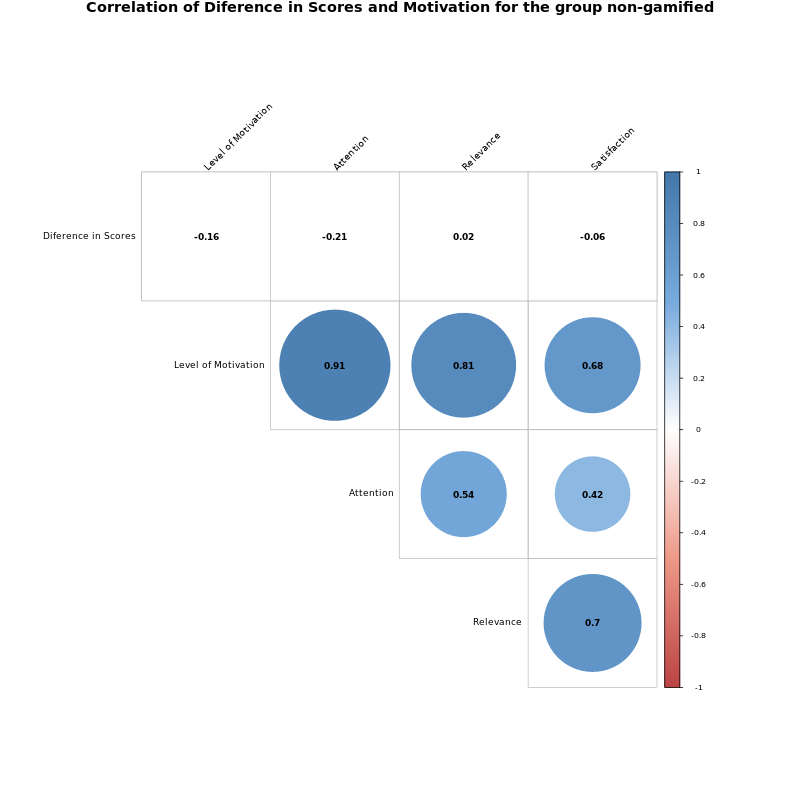 Correlation of Diference in Scores and Motivation for the group non-gamified
Level of Motivation
Attention
Relevance
Satisfaction
Diference in Scores
-0.16
-0.21
0.02
-0.06
Level of Motivation
0.91
0.81
0.68
Attention
0.54
0.42
Relevance
0.7
1
0.8
0.6
0.4
0.2
0
-0.2
-0.4
-0.6
-0.8
-1